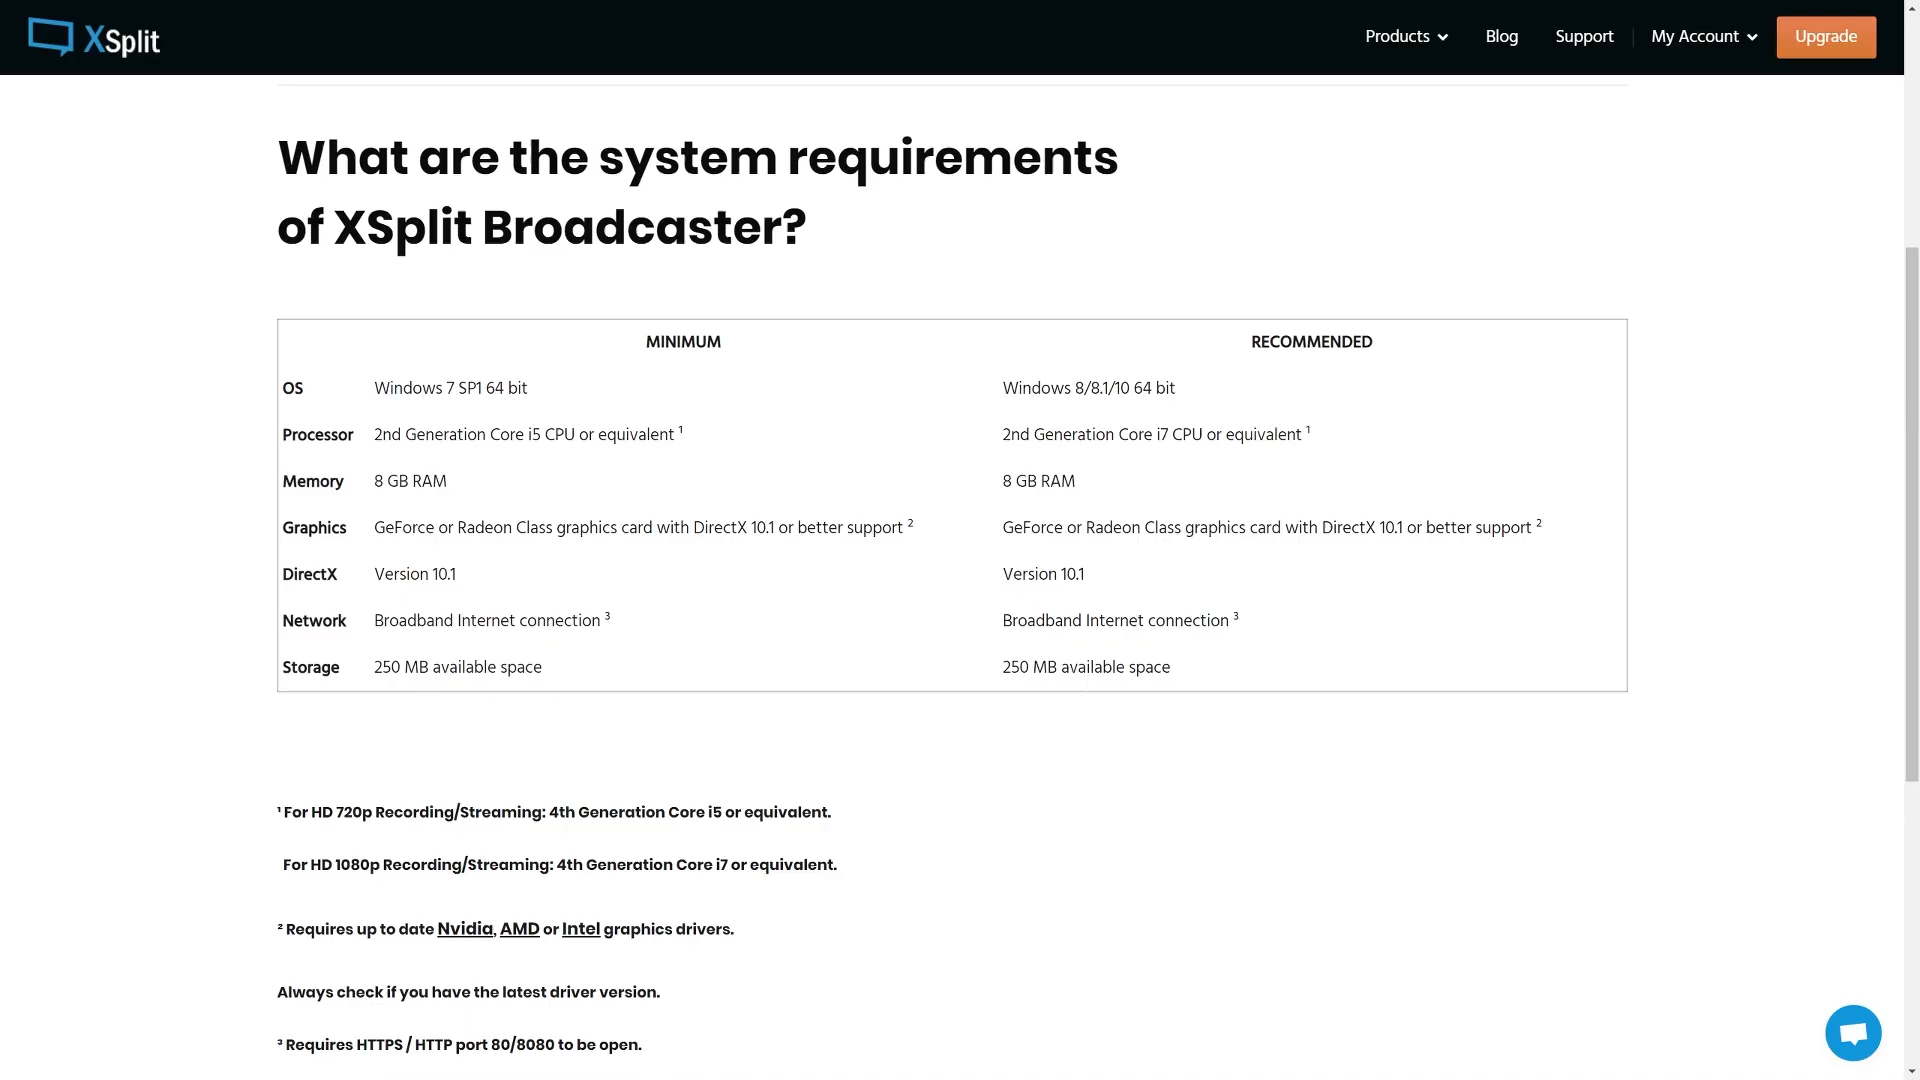 XSplit
Products
Blog
Support
My Account
Upgrade
What are the system requirements
of XSplit Broadcaster?
MINIMUM RECOMMENDED
OS Windows 7 SP1 64 bit Windows 8/8.1/10 64 bit
Processor 2nd Generation Core i5 CPU or equivalent ¹ 2nd Generation Core i7 CPU or equivalent ¹
Memory 8 GB RAM 8 GB RAM
Graphics GeForce or Radeon Class graphics card with DirectX 10.1 or better support ² GeForce or Radeon Class graphics card with DirectX 10.1 or better support ²
DirectX Version 10.1 Version 10.1
Network Broadband Internet connection ³ Broadband Internet connection ³
Storage 250 MB available space 250 MB available space
¹ For HD 720p Recording/Streaming: 4th Generation Core i5 or equivalent.
For HD 1080p Recording/Streaming: 4th Generation Core i7 or equivalent.
² Requires up to date Nvidia, AMD or Intel graphics drivers.
Always check if you have the latest driver version.
³ Requires HTTPS / HTTP port 80/8080 to be open.